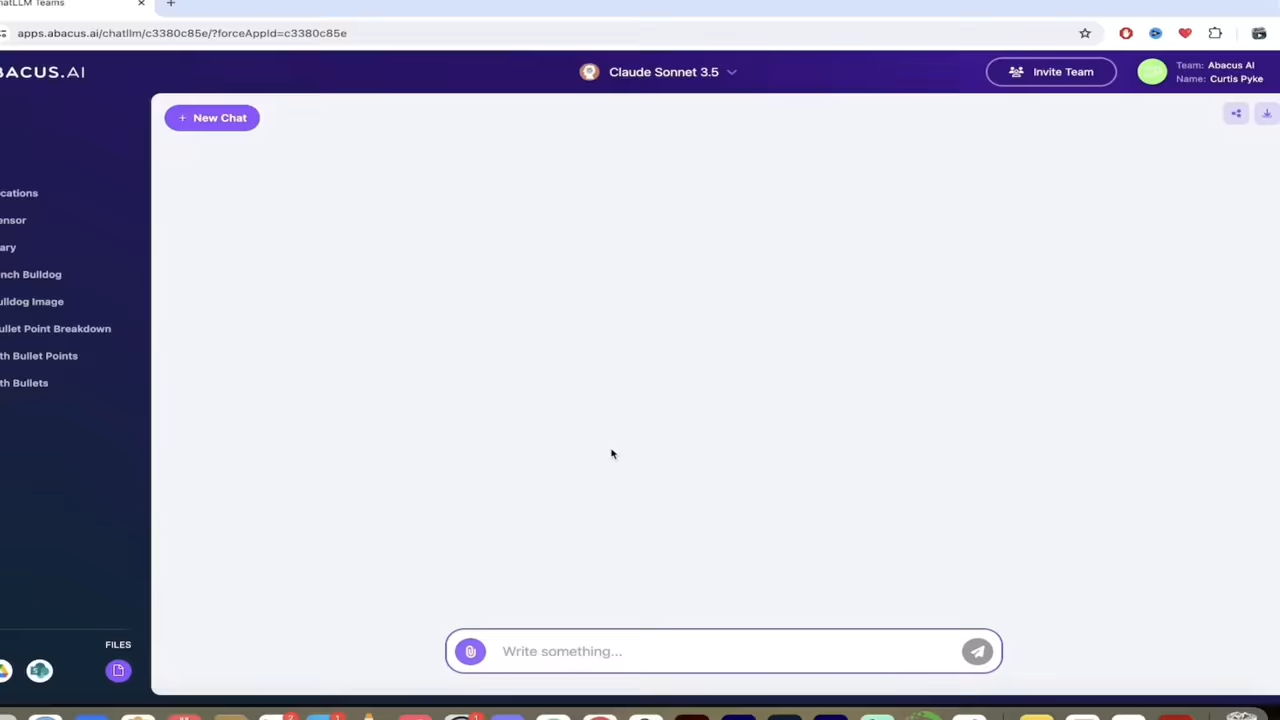 hatLLM Teams
apps.abacus.ai/chatllm/c3380c85e/?forceAppId=c3380c85e
BACUS.AI
Claude Sonnet 3.5
Invite Team
Team: Abacus AI
Name: Curtis Pyke
+ New Chat
cations
ensor
ary
nch Bulldog
ulldog Image
ullet Point Breakdown
th Bullet Points
th Bullets
Write something...
FILES